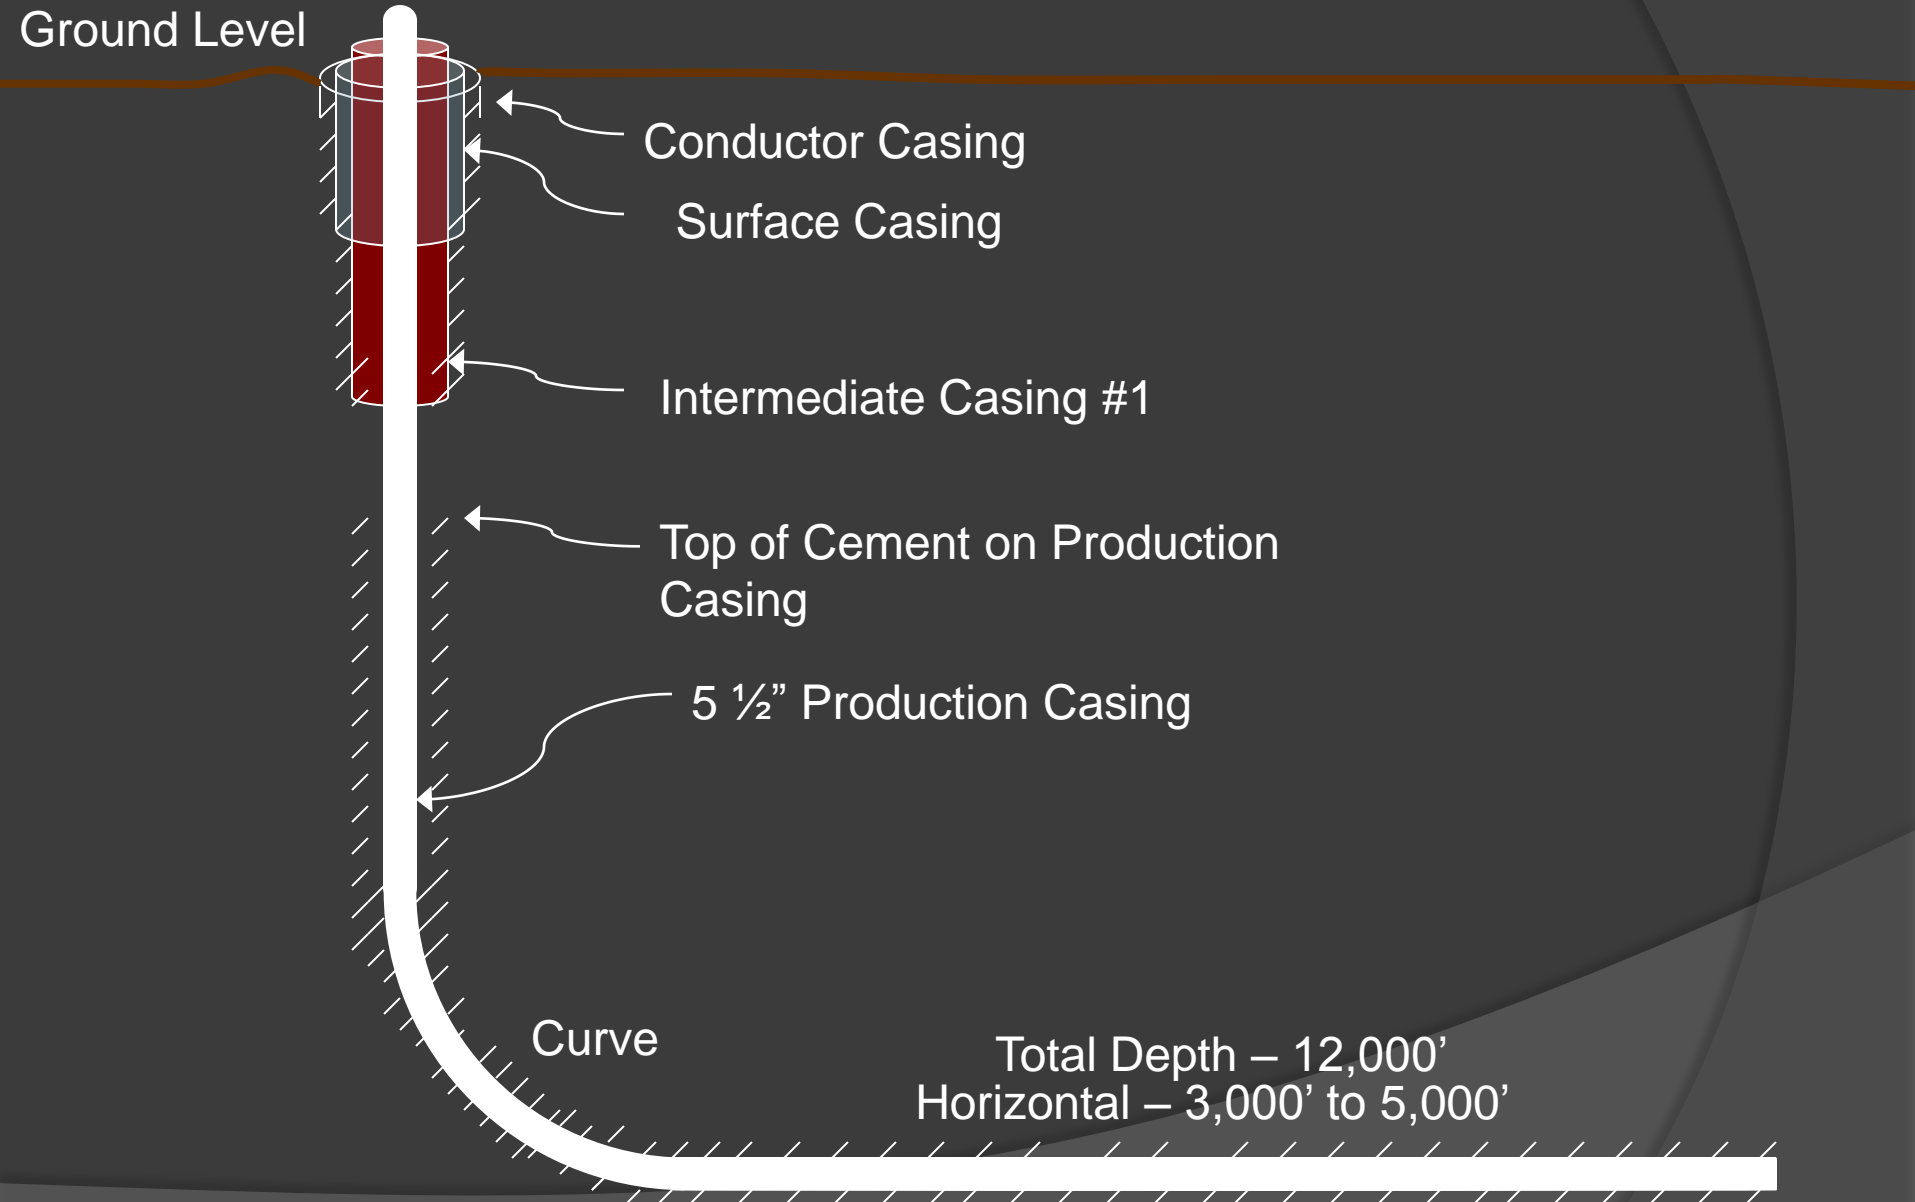 Ground Level
Conductor Casing
Surface Casing
Intermediate Casing #1
Top of Cement on Production
Casing
5 ½” Production Casing
Curve
Total Depth – 12,000’
Horizontal – 3,000’ to 5,000’